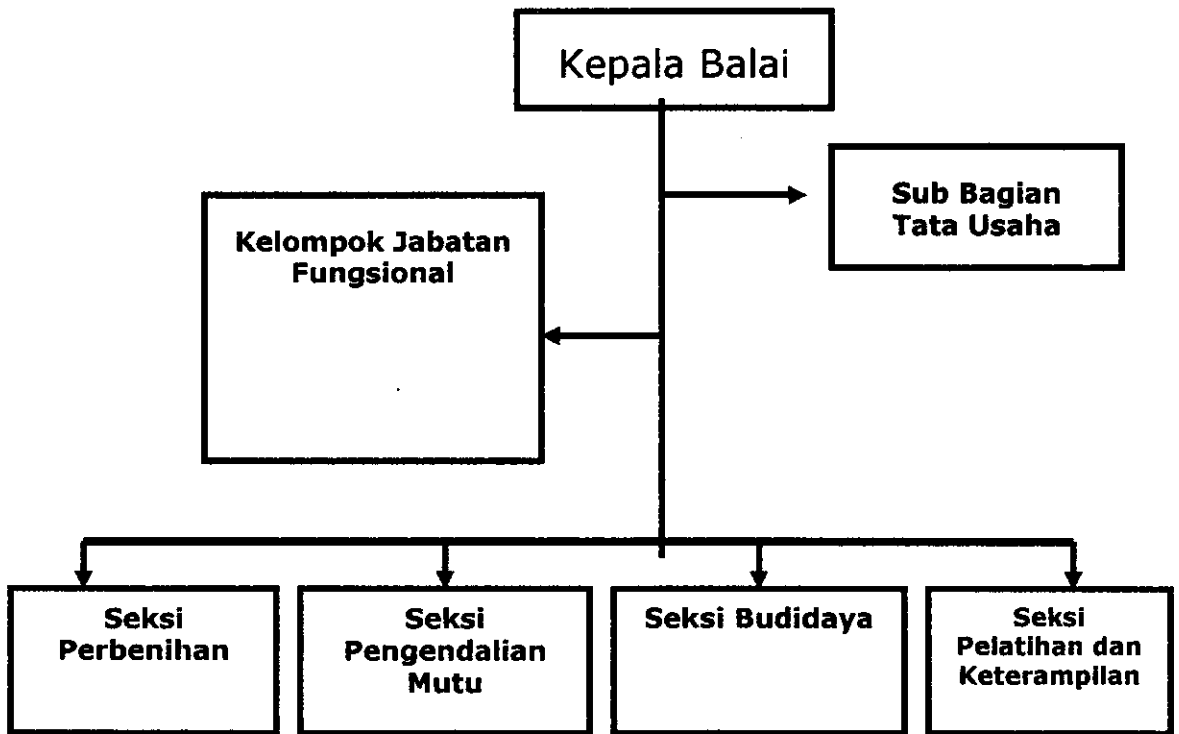 Kepala Balai
Sub Bagian
Tata Usaha
Kelompok Jabatan
Fungsional
Seksi
Perbenihan
Seksi
Pengendalian
Mutu
Seksi Budidaya
Seksi
Pelatihan dan
Keterampilan